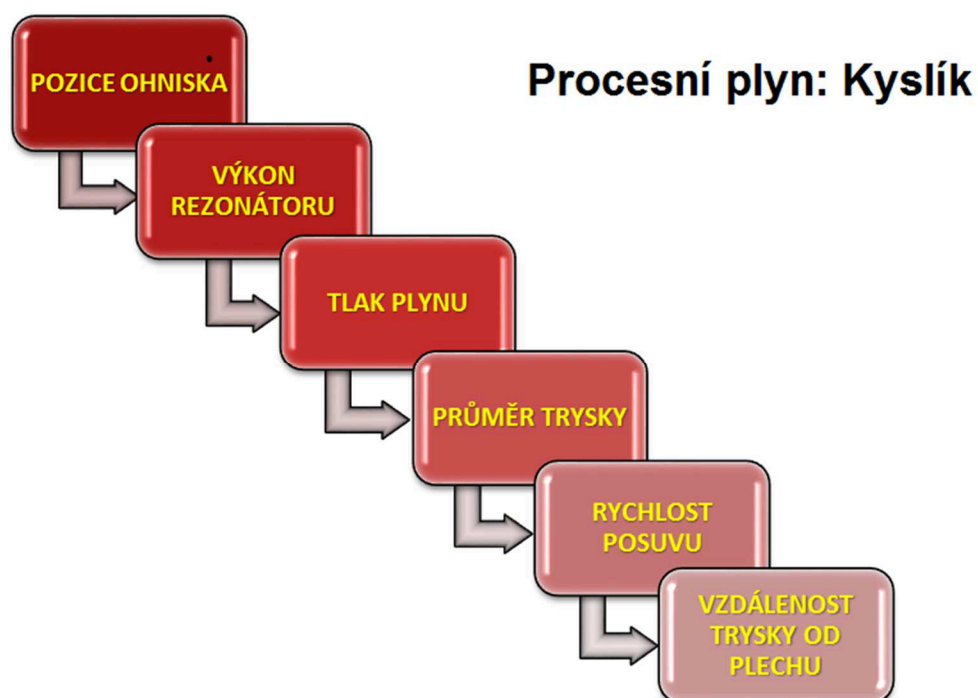 Procesní plyn: Kyslík
POZICE OHNISKA
VÝKON
REZONÁTORU
TLAK PLYNU
PRŮMĚR TRYSKY
RYCHLOST
POSUVU
VZDÁLENOST
TRYSKY OD
PLECHU